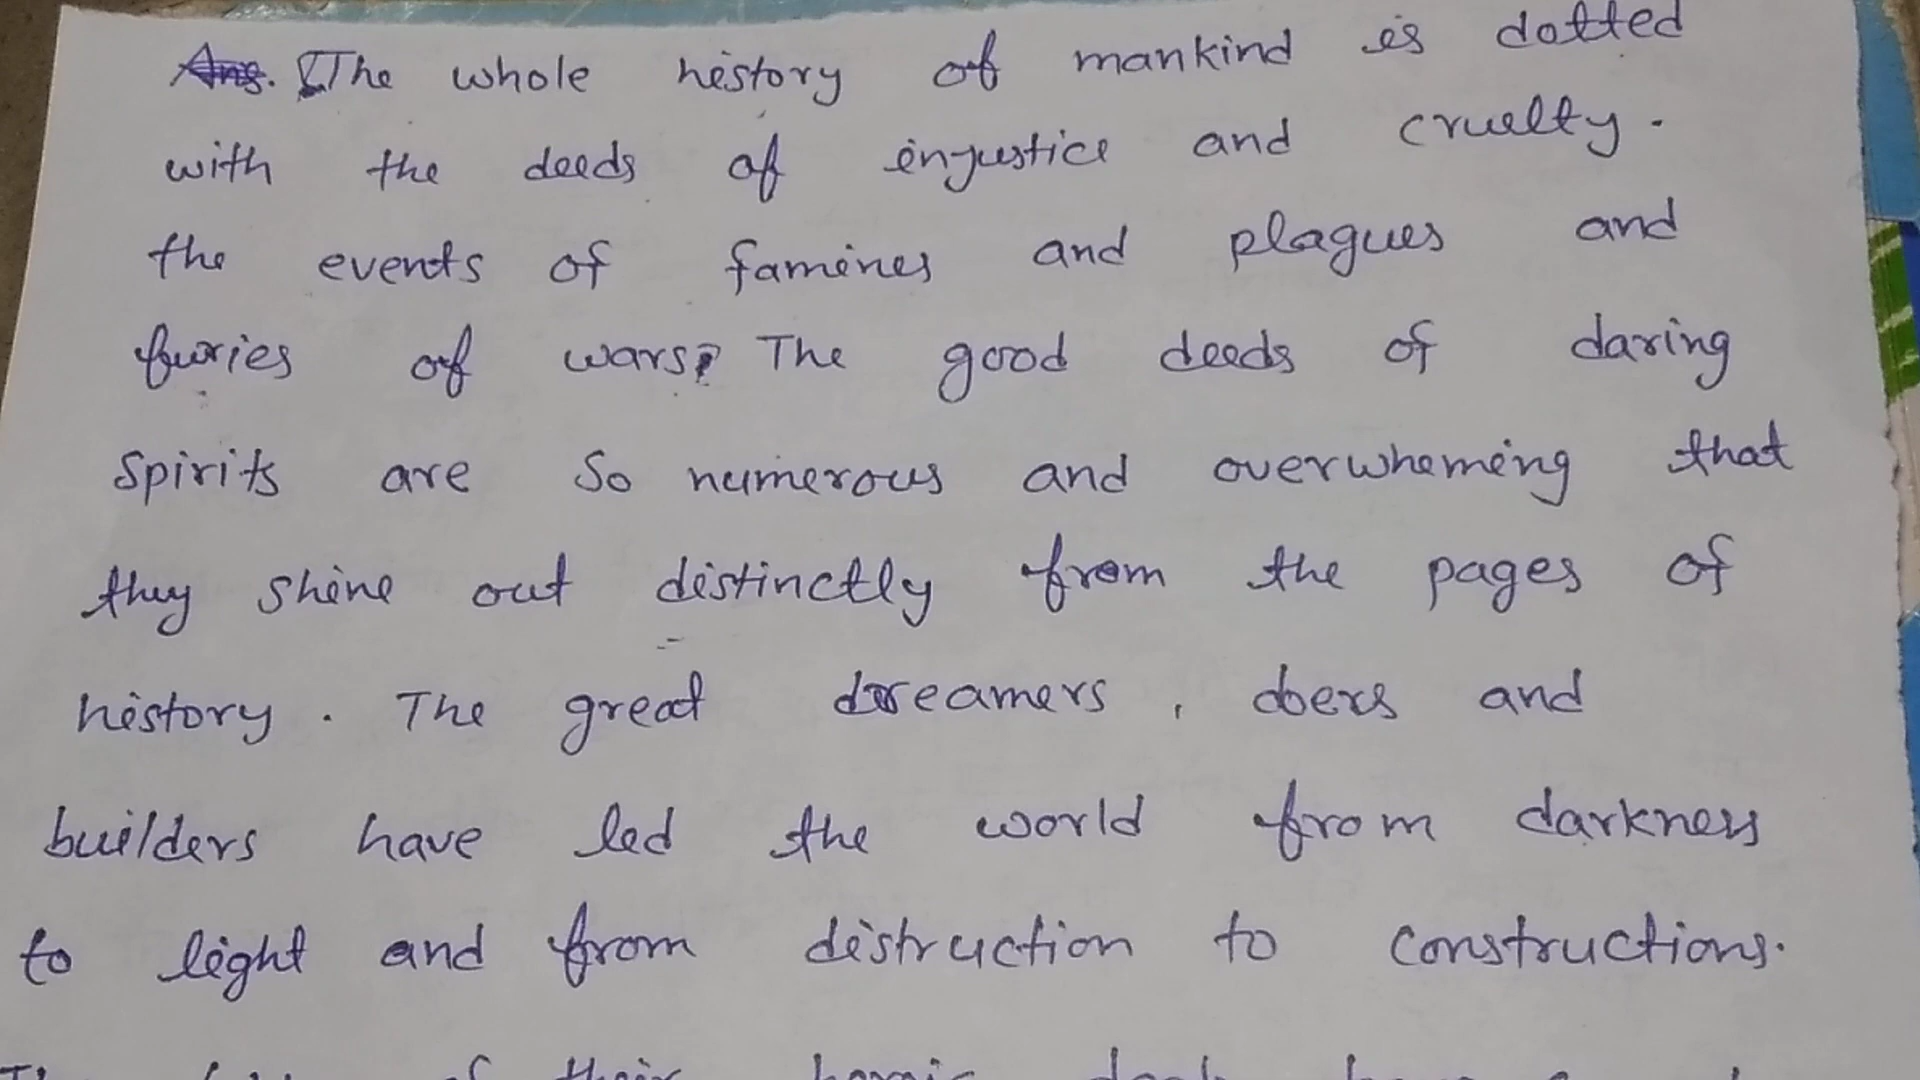 Ans. The whole history of mankind is dotted
with the deeds of injustice and cruelty.
the events of famines and plagues and
furies of wars. The good deeds of daring
spirits are so numerous and overwheming that
they shine out distinctly from the pages of
history. The great dreamers, doers and
builders have led the world from darkness
to light and from distruction to constructions.
of their